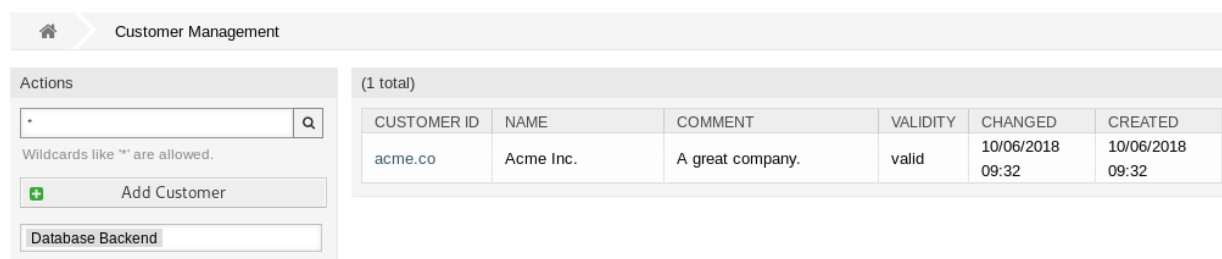 Customer Management
Actions
(1 total)
*
Wildcards like '*' are allowed.
Add Customer
Database Backend
CUSTOMER ID NAME COMMENT VALIDITY CHANGED CREATED
acme.co Acme Inc. A great company. valid 10/06/2018 09:32 10/06/2018 09:32